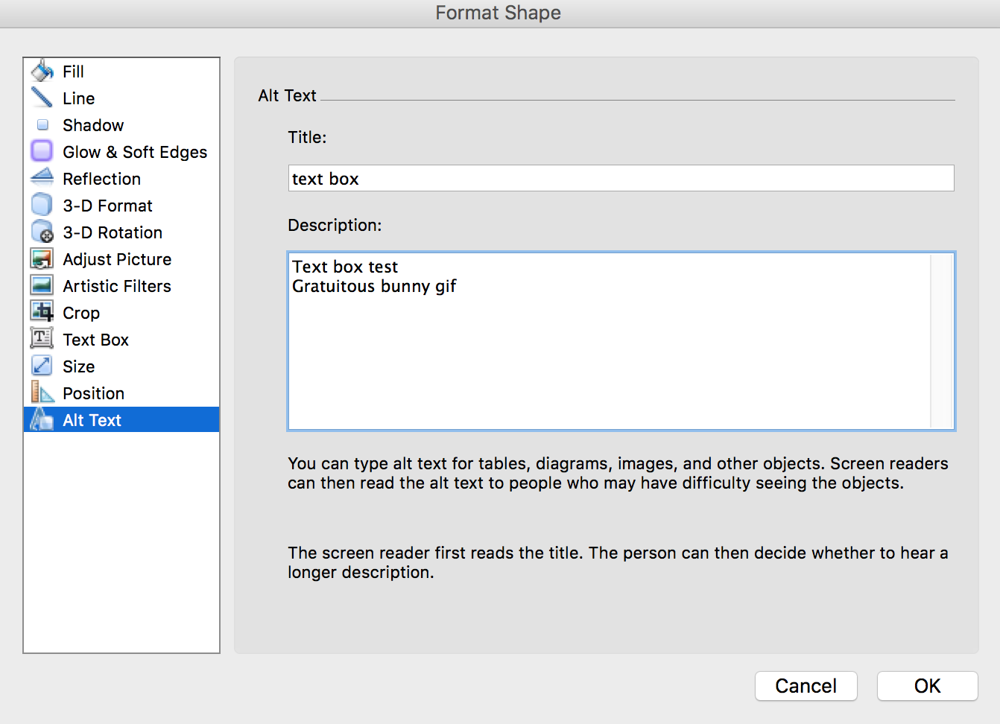 Format Shape
Fill
Line
Shadow
Glow & Soft Edges
Reflection
3-D Format
3-D Rotation
Adjust Picture
Artistic Filters
Crop
Text Box
Size
Position
Alt Text
Alt Text
Title:
text box
Description:
Text box test
Gratuitous bunny gif
You can type alt text for tables, diagrams, images, and other objects. Screen readers
can then read the alt text to people who may have difficulty seeing the objects.
The screen reader first reads the title. The person can then decide whether to hear a
longer description.
Cancel
OK